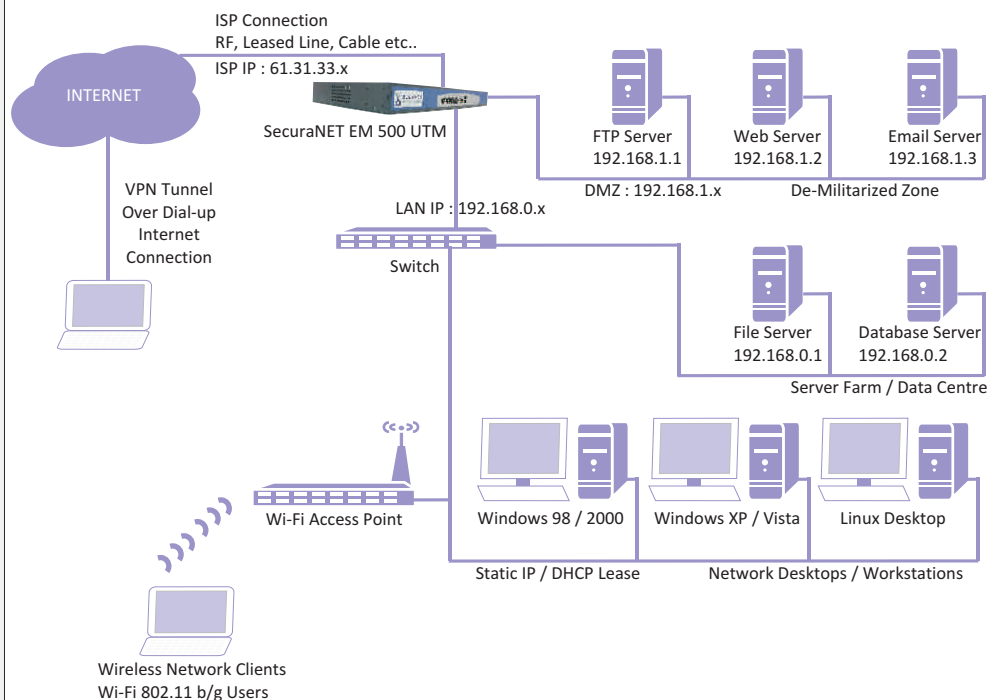 ISP Connection
RF, Leased Line, Cable etc..
ISP IP : 61.31.33.x
INTERNET
SecuraNET EM 500 UTM
FTP Server
192.168.1.1
Web Server
192.168.1.2
Email Server
192.168.1.3
DMZ : 192.168.1.x
De-Militarized Zone
VPN Tunnel
Over Dial-up
Internet
Connection
LAN IP : 192.168.0.x
Switch
File Server
192.168.0.1
Database Server
192.168.0.2
Server Farm / Data Centre
Wi-Fi Access Point
Windows 98 / 2000
Windows XP / Vista
Linux Desktop
Static IP / DHCP Lease
Network Desktops / Workstations
Wireless Network Clients
Wi-Fi 802.11 b/g Users